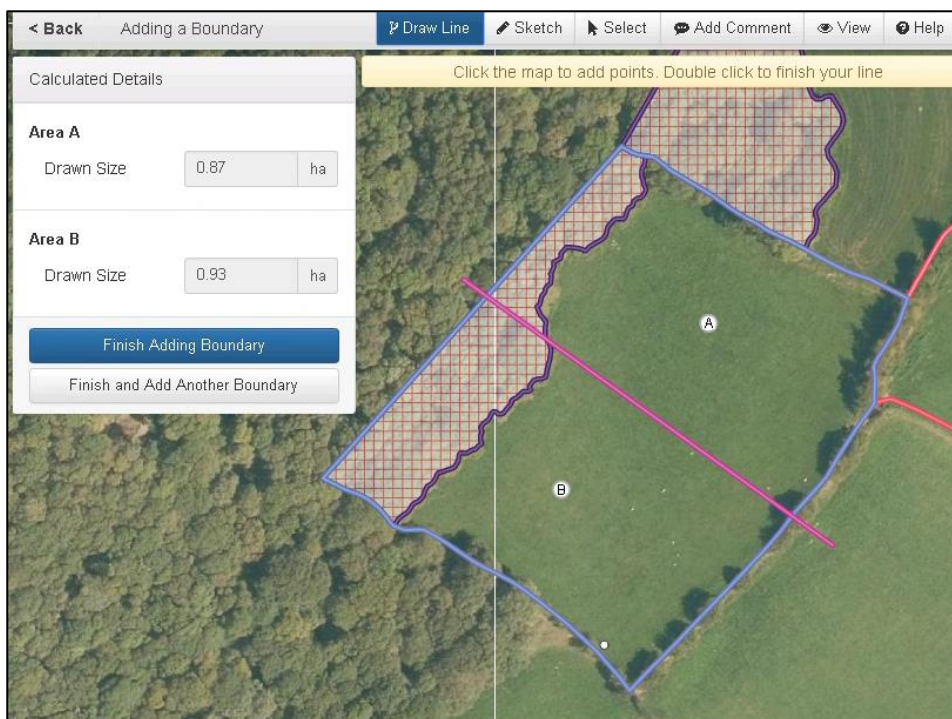 < Back Adding a Boundary Draw Line Sketch Select Add Comment View Help
Calculated Details
Click the map to add points. Double click to finish your line
Area A
Drawn Size 0.87 ha
Area B
Drawn Size 0.93 ha
Finish Adding Boundary
Finish and Add Another Boundary
A
B